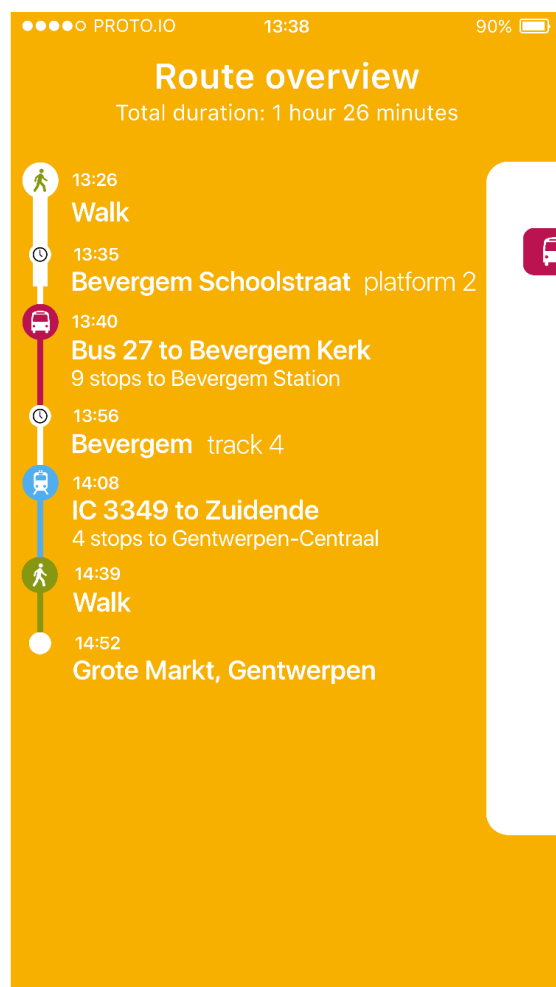 PROTO.IO 13:38 90%
Route overview
Total duration: 1 hour 26 minutes
13:26
Walk
13:35
Bevergem Schoolstraat platform 2
13:40
Bus 27 to Bevergem Kerk
9 stops to Bevergem Station
13:56
Bevergem track 4
14:08
IC 3349 to Zuidende
4 stops to Gentwerpen-Centraal
14:39
Walk
14:52
Grote Markt, Gentwerpen